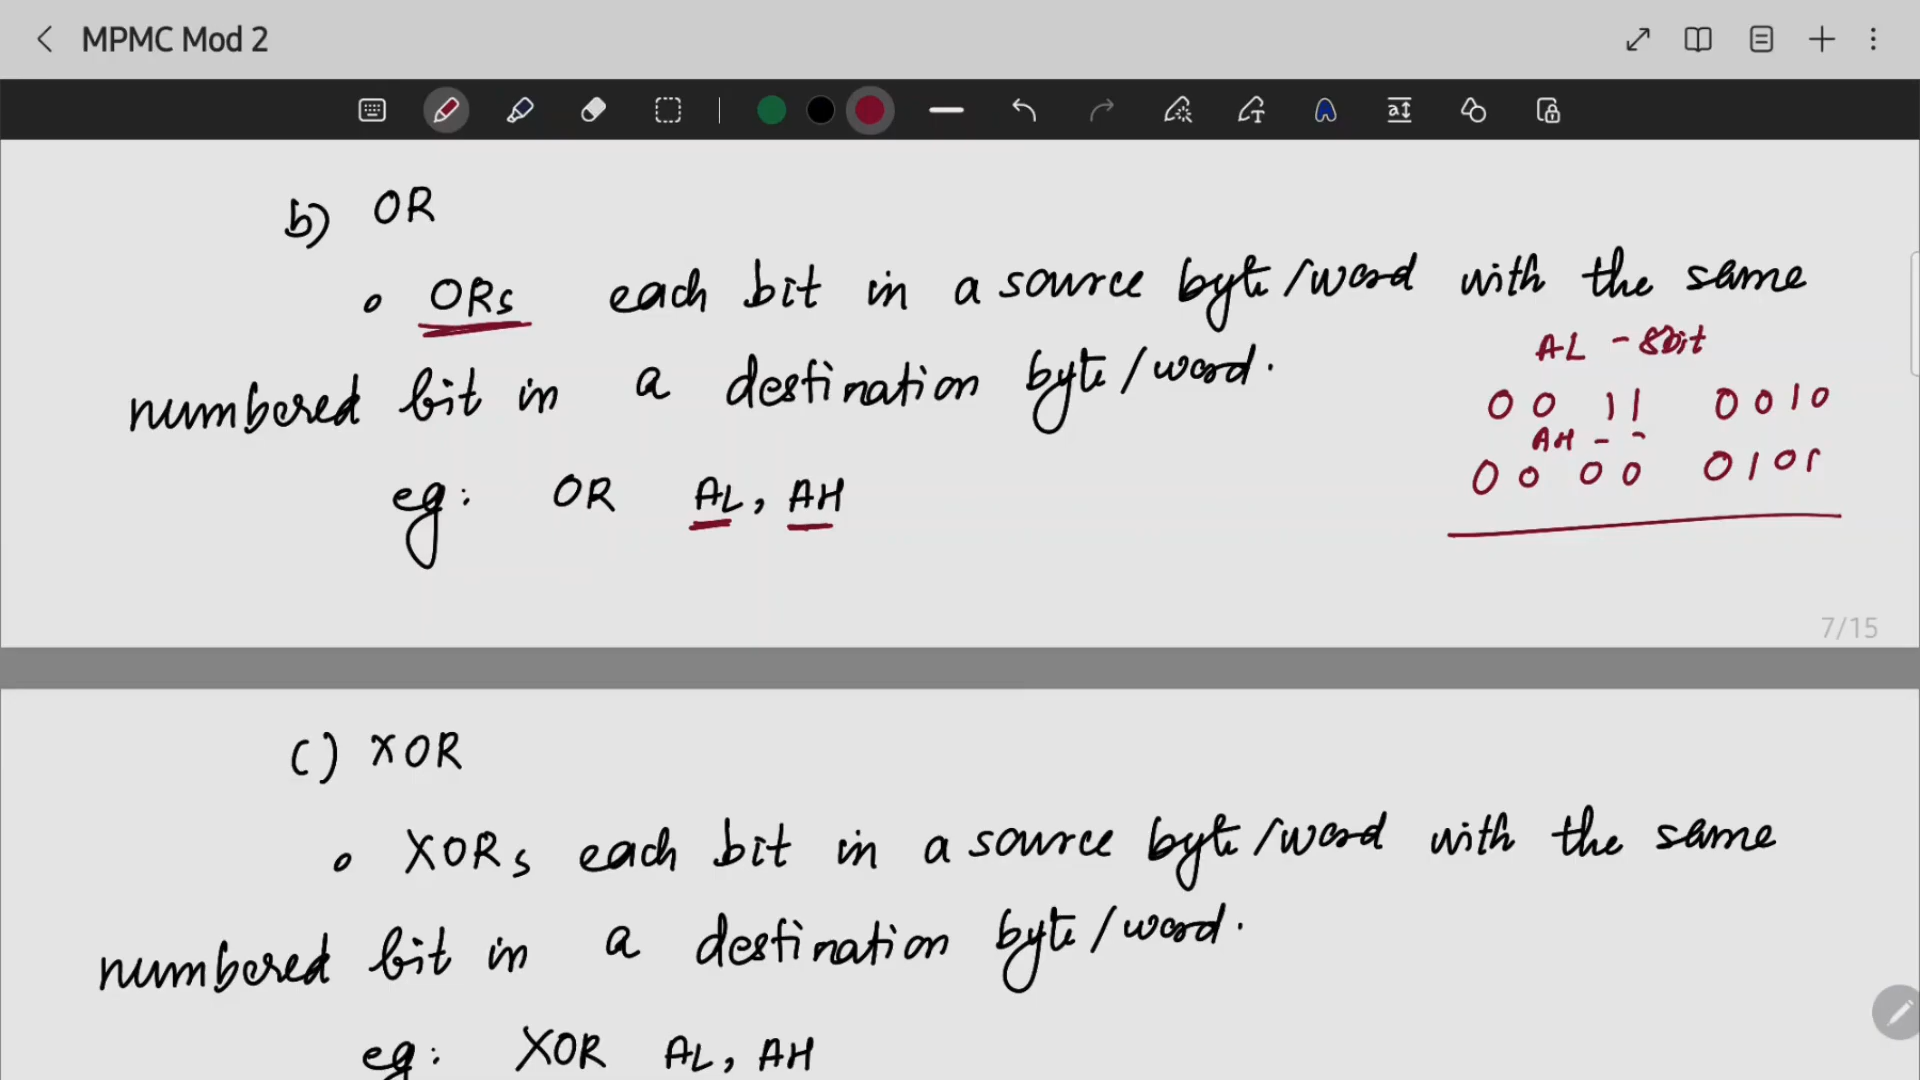 MPMC Mod 2
b) OR
• ORs each bit in a source byte/word with the same
numbered bit in a destination byte/word.
AL - 8bit
0 0 1 1 0 0 1 0
AH - -
0 0 0 0 0 1 0 1
eg: OR AL, AH
7/15
c) XOR
• XORs each bit in a source byte/word with the same
numbered bit in a destination byte/word.
eg: XOR AL, AH